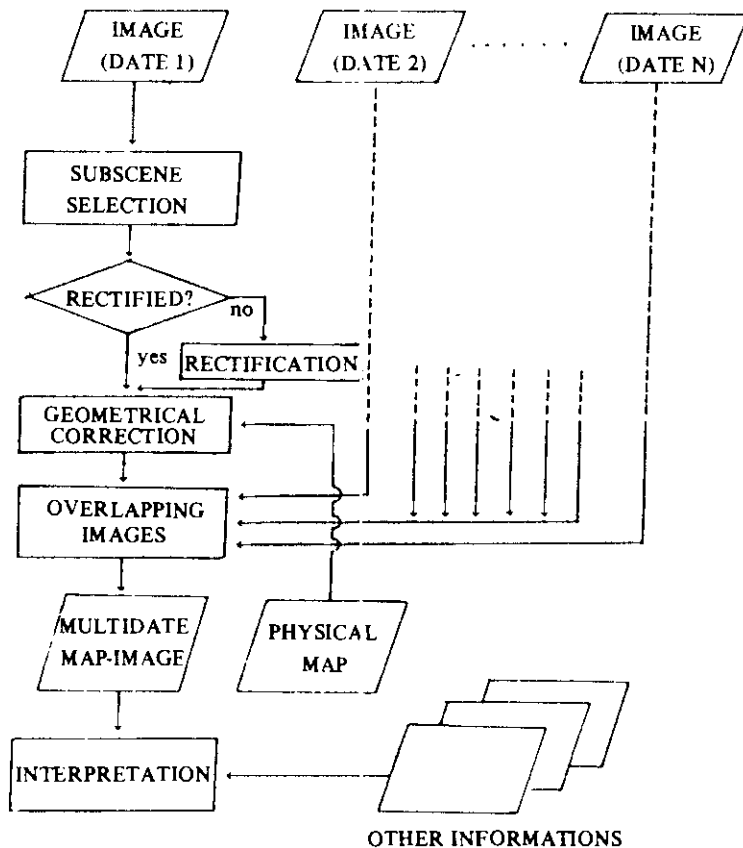 IMAGE
(DATE 1)
IMAGE
(DATE 2)
. . . . . . .
IMAGE
(DATE N)
SUBSCENE
SELECTION
RECTIFIED?
no
yes
RECTIFICATION
GEOMETRICAL
CORRECTION
OVERLAPPING
IMAGES
MULTIDATE
MAP-IMAGE
PHYSICAL
MAP
INTERPRETATION
OTHER INFORMATIONS